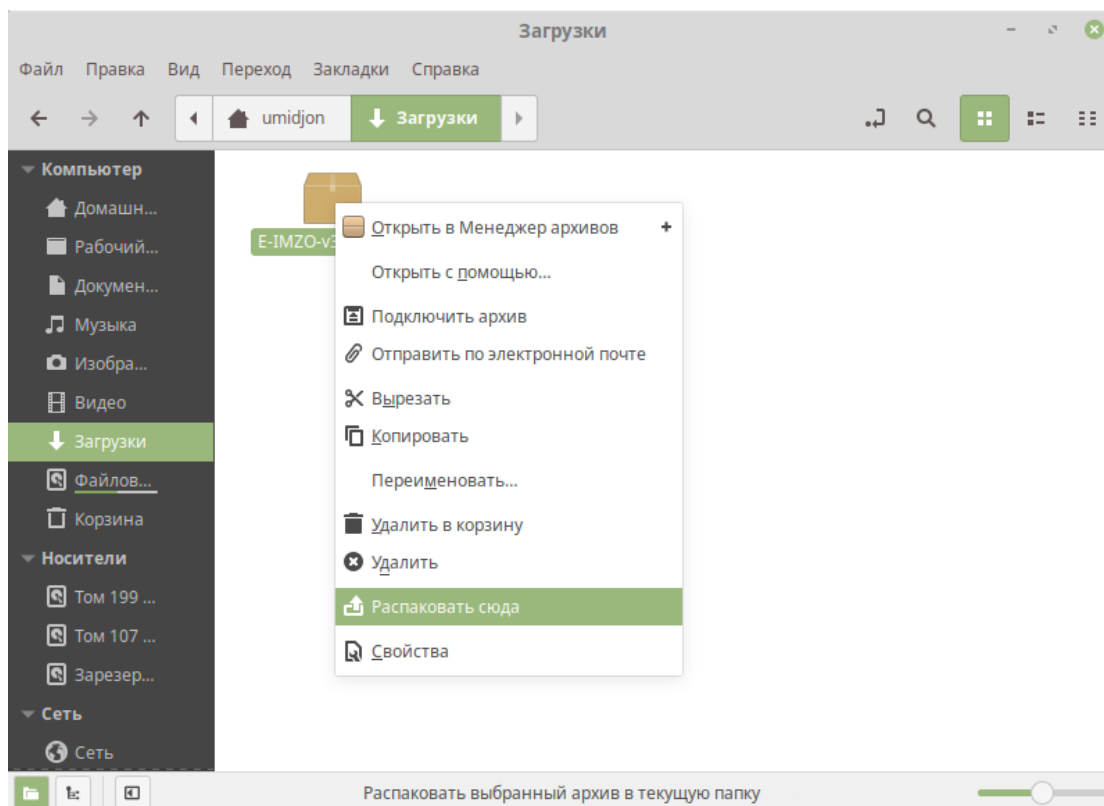 Загрузки
Файл Правка Вид Переход Закладки Справка
umidjon Загрузки
Компьютер
Домашн...
Рабочий...
Докумен...
Музыка
Изобра...
Видео
Загрузки
Файлов...
Корзина
Носители
Том 199 ...
Том 107 ...
Зарезер...
Сеть
Сеть
E-IMZO-v3
Открыть в Менеджер архивов +
Открыть с помощью...
Подключить архив
Отправить по электронной почте
Вырезать
Копировать
Переименовать...
Удалить в корзину
Удалить
Распаковать сюда
Свойства
Распаковать выбранный архив в текущую папку